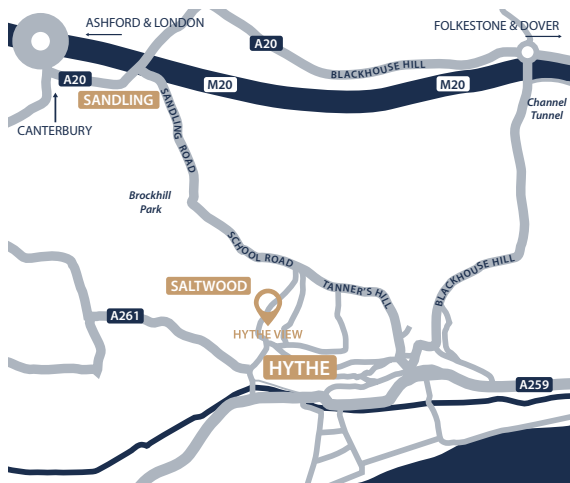 ASHFORD & LONDON
FOLKESTONE & DOVER
A20
BLACKHOUSE HILL
A20
M20
M20
SANDLING
SANDLING ROAD
Channel
Tunnel
CANTERBURY
Brockhill
Park
SCHOOL ROAD
BLACKHOUSE HILL
SALTWOOD
TANNER'S HILL
A261
HYTHE VIEW
HYTHE
A259